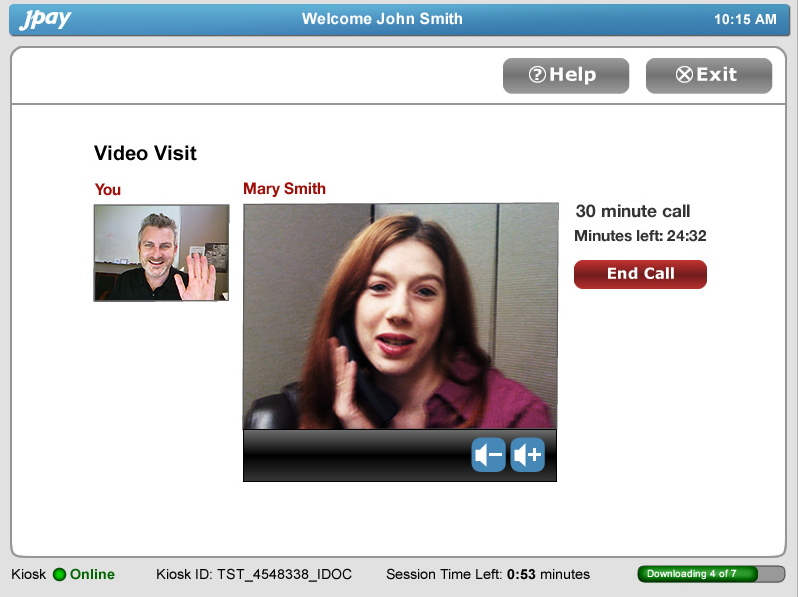 JPay
Welcome John Smith
10:15 AM
Help
Exit
Video Visit
You
Mary Smith
30 minute call
Minutes left: 24:32
End Call
Kiosk Online
Kiosk ID: TST_4548338_IDOC
Session Time Left: 0:53 minutes
Downloading 4 of 7